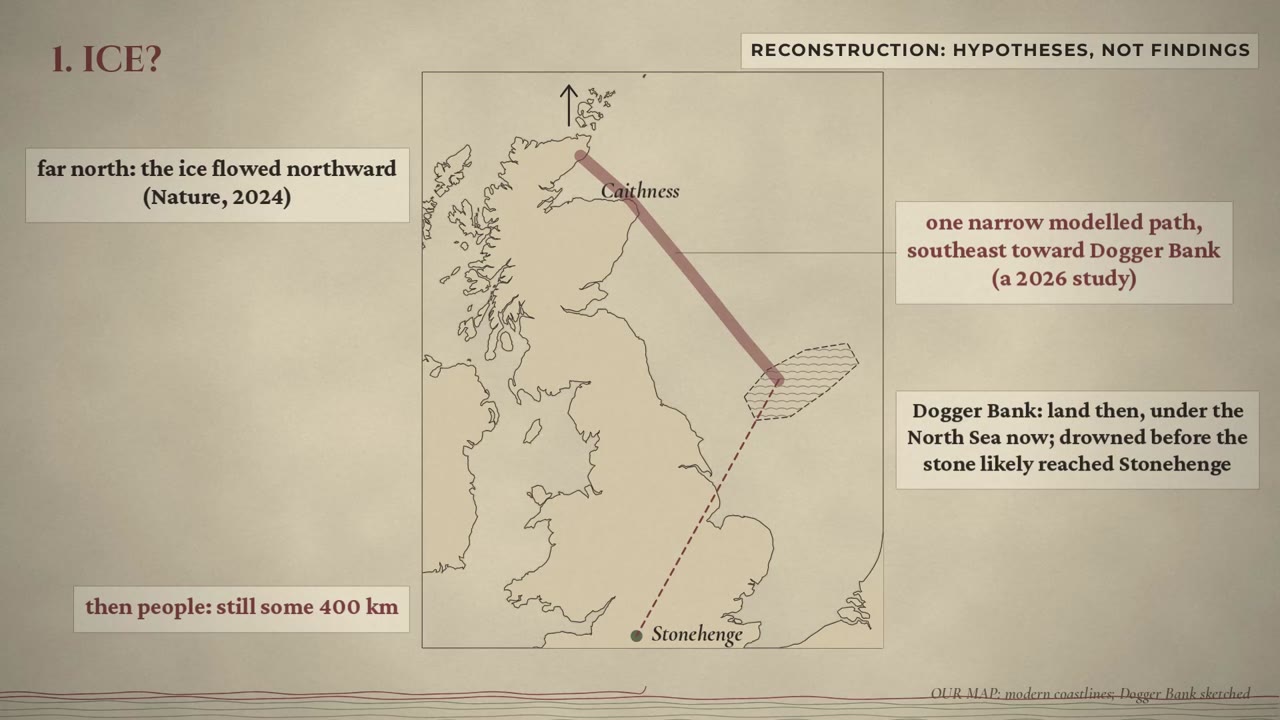 1. ICE?
RECONSTRUCTION: HYPOTHESES, NOT FINDINGS
far north: the ice flowed northward
(Nature, 2024)
Caithness
one narrow modelled path,
southeast toward Dogger Bank
(a 2026 study)
Dogger Bank: land then, under the
North Sea now; drowned before the
stone likely reached Stonehenge
then people: still some 400 km
Stonehenge
OUR MAP: modern coastlines; Dogger Bank sketched